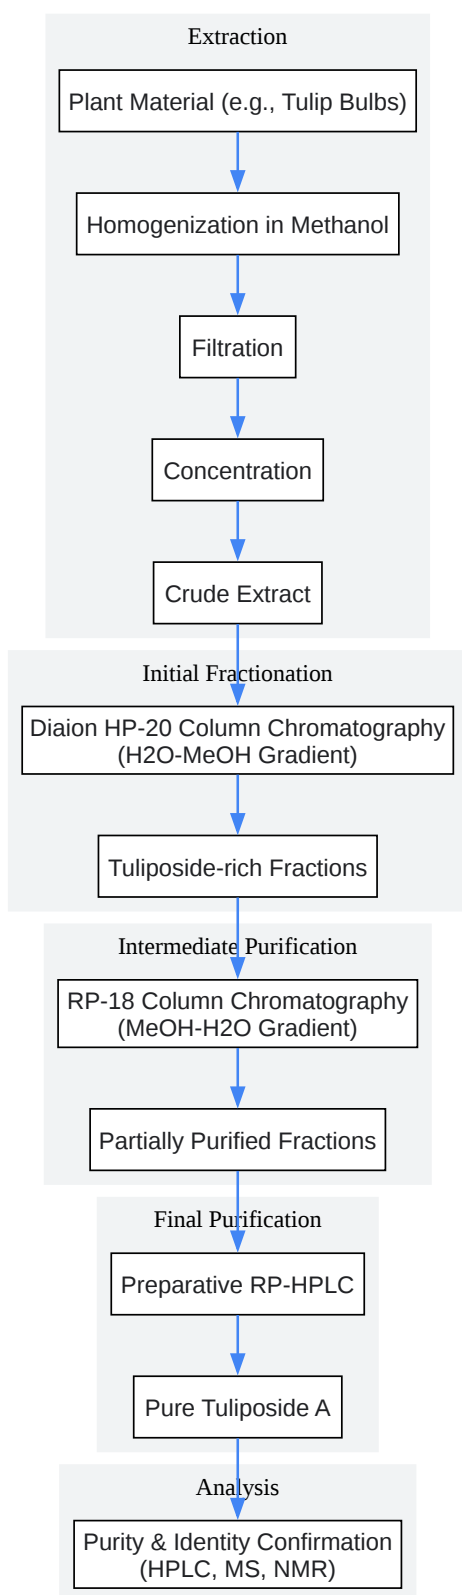 Extraction
Plant Material (e.g., Tulip Bulbs)
Homogenization in Methanol
Filtration
Concentration
Crude Extract
Initial Fractionation
Diaion HP-20 Column Chromatography
(H2O-MeOH Gradient)
Tuliposide-rich Fractions
Intermediate Purification
RP-18 Column Chromatography
(MeOH-H2O Gradient)
Partially Purified Fractions
Final Purification
Preparative RP-HPLC
Pure Tuliposide A
Analysis
Purity & Identity Confirmation
(HPLC, MS, NMR)